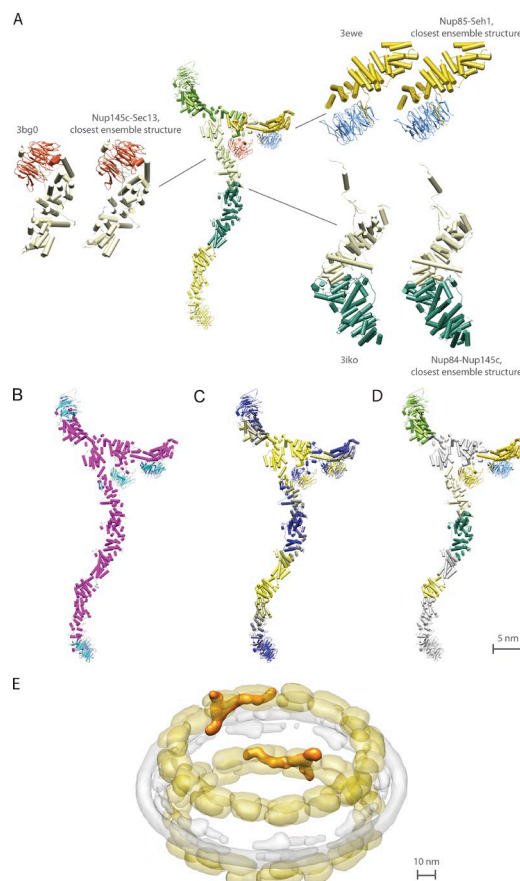 A
3ewe
Nup85-Seh1,
closest ensemble structure
3bg0
Nup145c-Sec13,
closest ensemble structure
3iko
Nup84-Nup145c,
closest ensemble structure
B
C
D
5 nm
E
10 nm